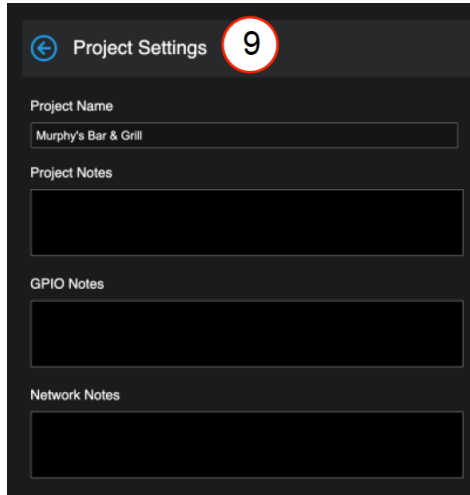 Project Settings 9
Project Name
Murphy's Bar & Grill
Project Notes
GPIO Notes
Network Notes